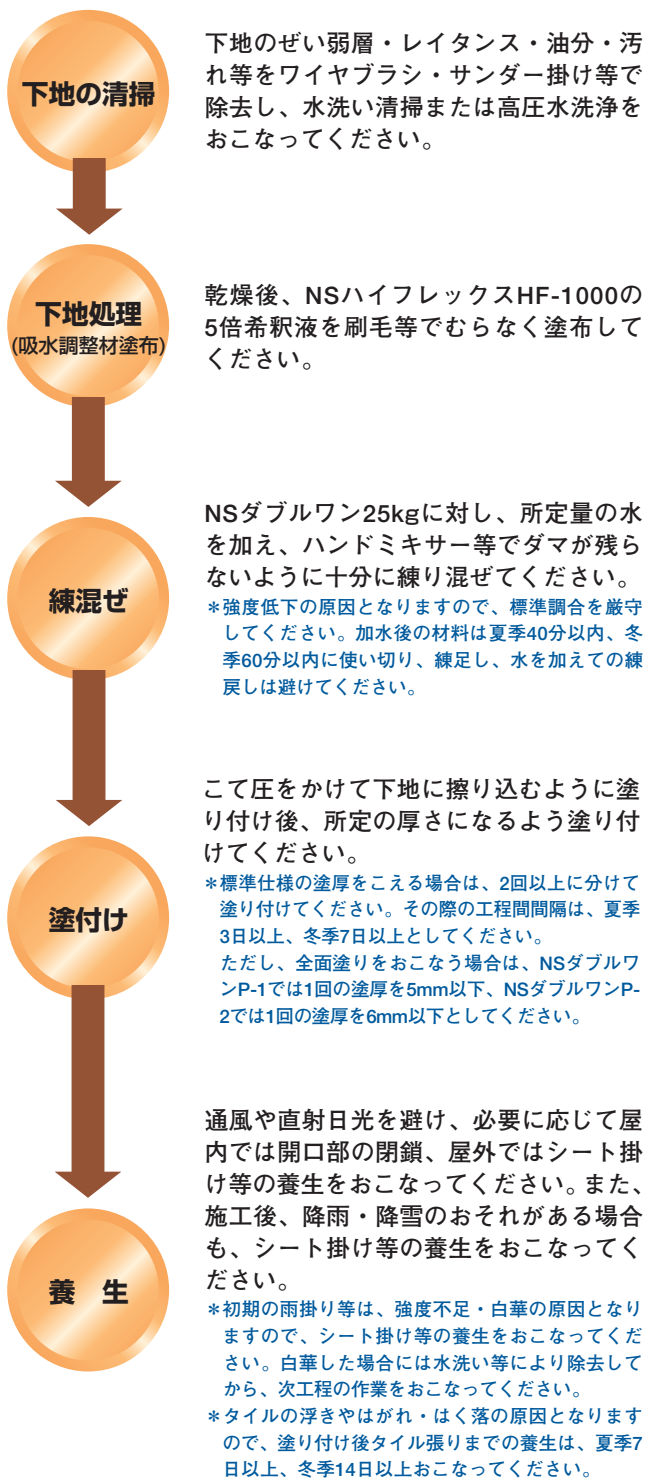 下地の清掃
下地のぜい弱層・レイタンス・油分・汚
れ等をワイヤブラシ・サンダー掛け等で
除去し、水洗い清掃または高圧水洗浄を
おこなってください。
下地処理
(吸水調整材塗布)
乾燥後、NSハイフレックスHF-1000の
5倍希釈液を刷毛等でむらなく塗布して
ください。
練混ぜ
NSダブルワン25kgに対し、所定量の水
を加え、ハンドミキサー等でダマが残ら
ないように十分に練り混ぜてください。
＊強度低下の原因となりますので、標準調合を厳守
してください。加水後の材料は夏季40分以内、冬
季60分以内に使い切り、練足し、水を加えての練
戻しは避けてください。
塗付け
こて圧をかけて下地に擦り込むように塗
り付け後、所定の厚さになるよう塗り付
けてください。
＊標準仕様の塗厚をこえる場合は、2回以上に分けて
塗り付けてください。その際の工程間間隔は、夏季
3日以上、冬季7日以上としてください。
ただし、全面塗りをおこなう場合は、NSダブルワ
ンP-1では1回の塗厚を5mm以下、NSダブルワンP-
2では1回の塗厚を6mm以下としてください。
養　生
通風や直射日光を避け、必要に応じて屋
内では開口部の閉鎖、屋外ではシート掛
け等の養生をおこなってください。また、
施工後、降雨・降雪のおそれがある場合
も、シート掛け等の養生をおこなってく
ださい。
＊初期の雨掛り等は、強度不足・白華の原因となり
ますので、シート掛け等の養生をおこなってくだ
さい。白華した場合には水洗い等により除去して
から、次工程の作業をおこなってください。
＊タイルの浮きやはがれ・はく落の原因となります
ので、塗り付け後タイル張りまでの養生は、夏季7
日以上、冬季14日以上おこなってください。